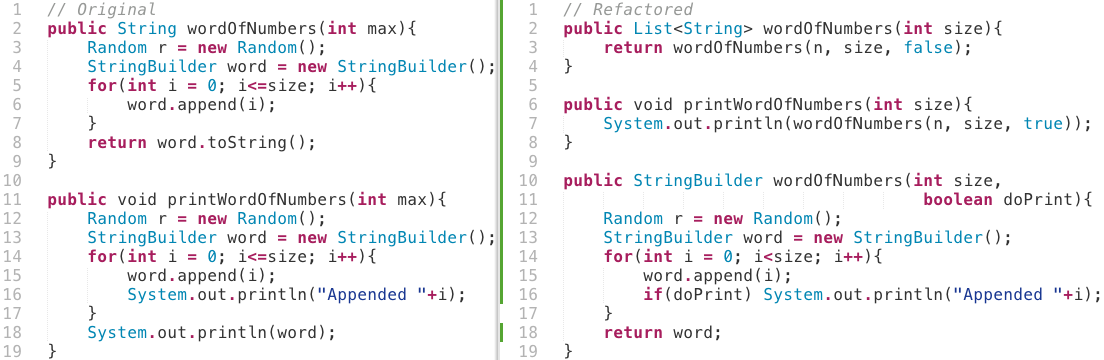 1 // Original
2 public String wordOfNumbers(int max){
3     Random r = new Random();
4     StringBuilder word = new StringBuilder();
5     for(int i = 0; i<=size; i++){
6         word.append(i);
7     }
8     return word.toString();
9 }
10
11 public void printWordOfNumbers(int max){
12     Random r = new Random();
13     StringBuilder word = new StringBuilder();
14     for(int i = 0; i<=size; i++){
15         word.append(i);
16         System.out.println("Appended "+i);
17     }
18     System.out.println(word);
19 }
1 // Refactored
2 public List<String> wordOfNumbers(int size){
3     return wordOfNumbers(n, size, false);
4 }
5
6 public void printWordOfNumbers(int size){
7     System.out.println(wordOfNumbers(n, size, true));
8 }
9
10 public StringBuilder wordOfNumbers(int size,
11                                     boolean doPrint){
12     Random r = new Random();
13     StringBuilder word = new StringBuilder();
14     for(int i = 0; i<size; i++){
15         word.append(i);
16         if(doPrint) System.out.println("Appended "+i);
17     }
18     return word;
19 }